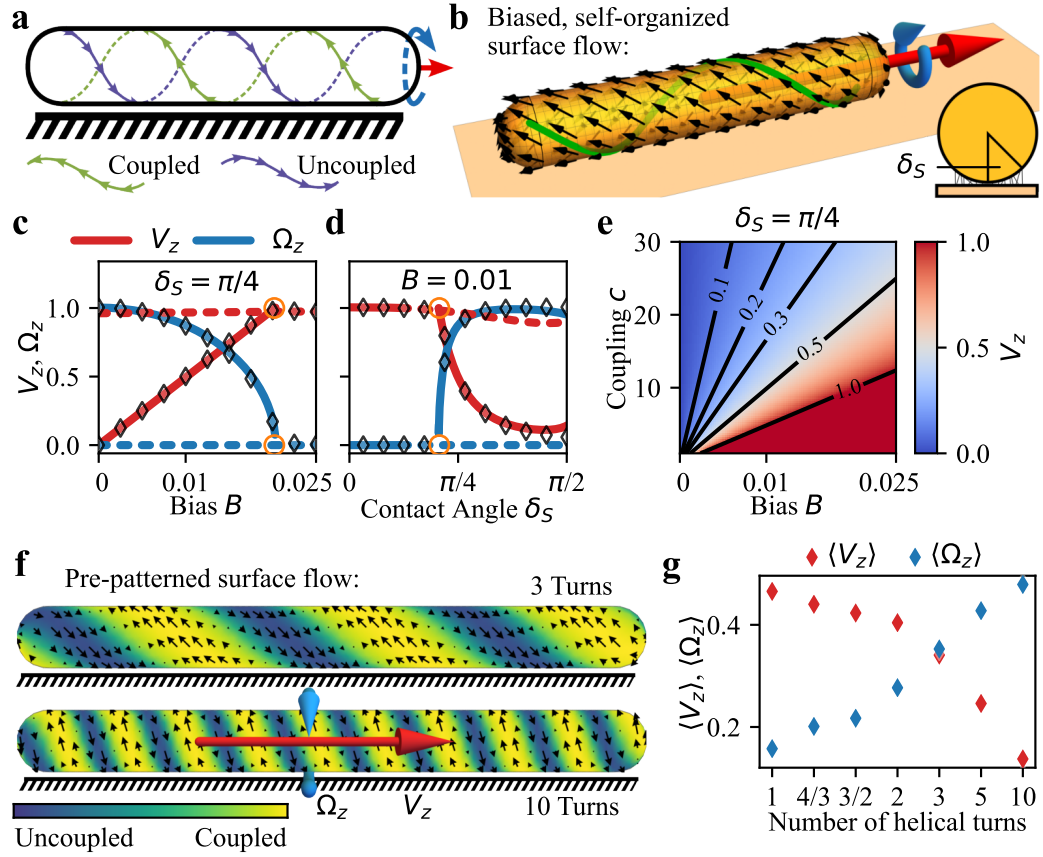 a
Coupled
Uncoupled
b
Biased, self-organized
surface flow:
δ_S
c
V_z
Ω_z
δ_S = π/4
V_z, Ω_z
1.0
0.5
0.0
0
0.01
0.025
Bias B
d
B = 0.01
0
π/4
π/2
Contact Angle δ_S
e
δ_S = π/4
Coupling c
30
20
10
0.1
0.2
0.3
0.5
1.0
0
0.01
0.025
Bias B
1.0
0.5
0.0
V_z
f
Pre-patterned surface flow:
3 Turns
Ω_z
V_z
10 Turns
Uncoupled
Coupled
g
⟨V_z⟩
⟨Ω_z⟩
⟨V_z⟩, ⟨Ω_z⟩
0.4
0.2
1
4/3
3/2
2
3
5
10
Number of helical turns